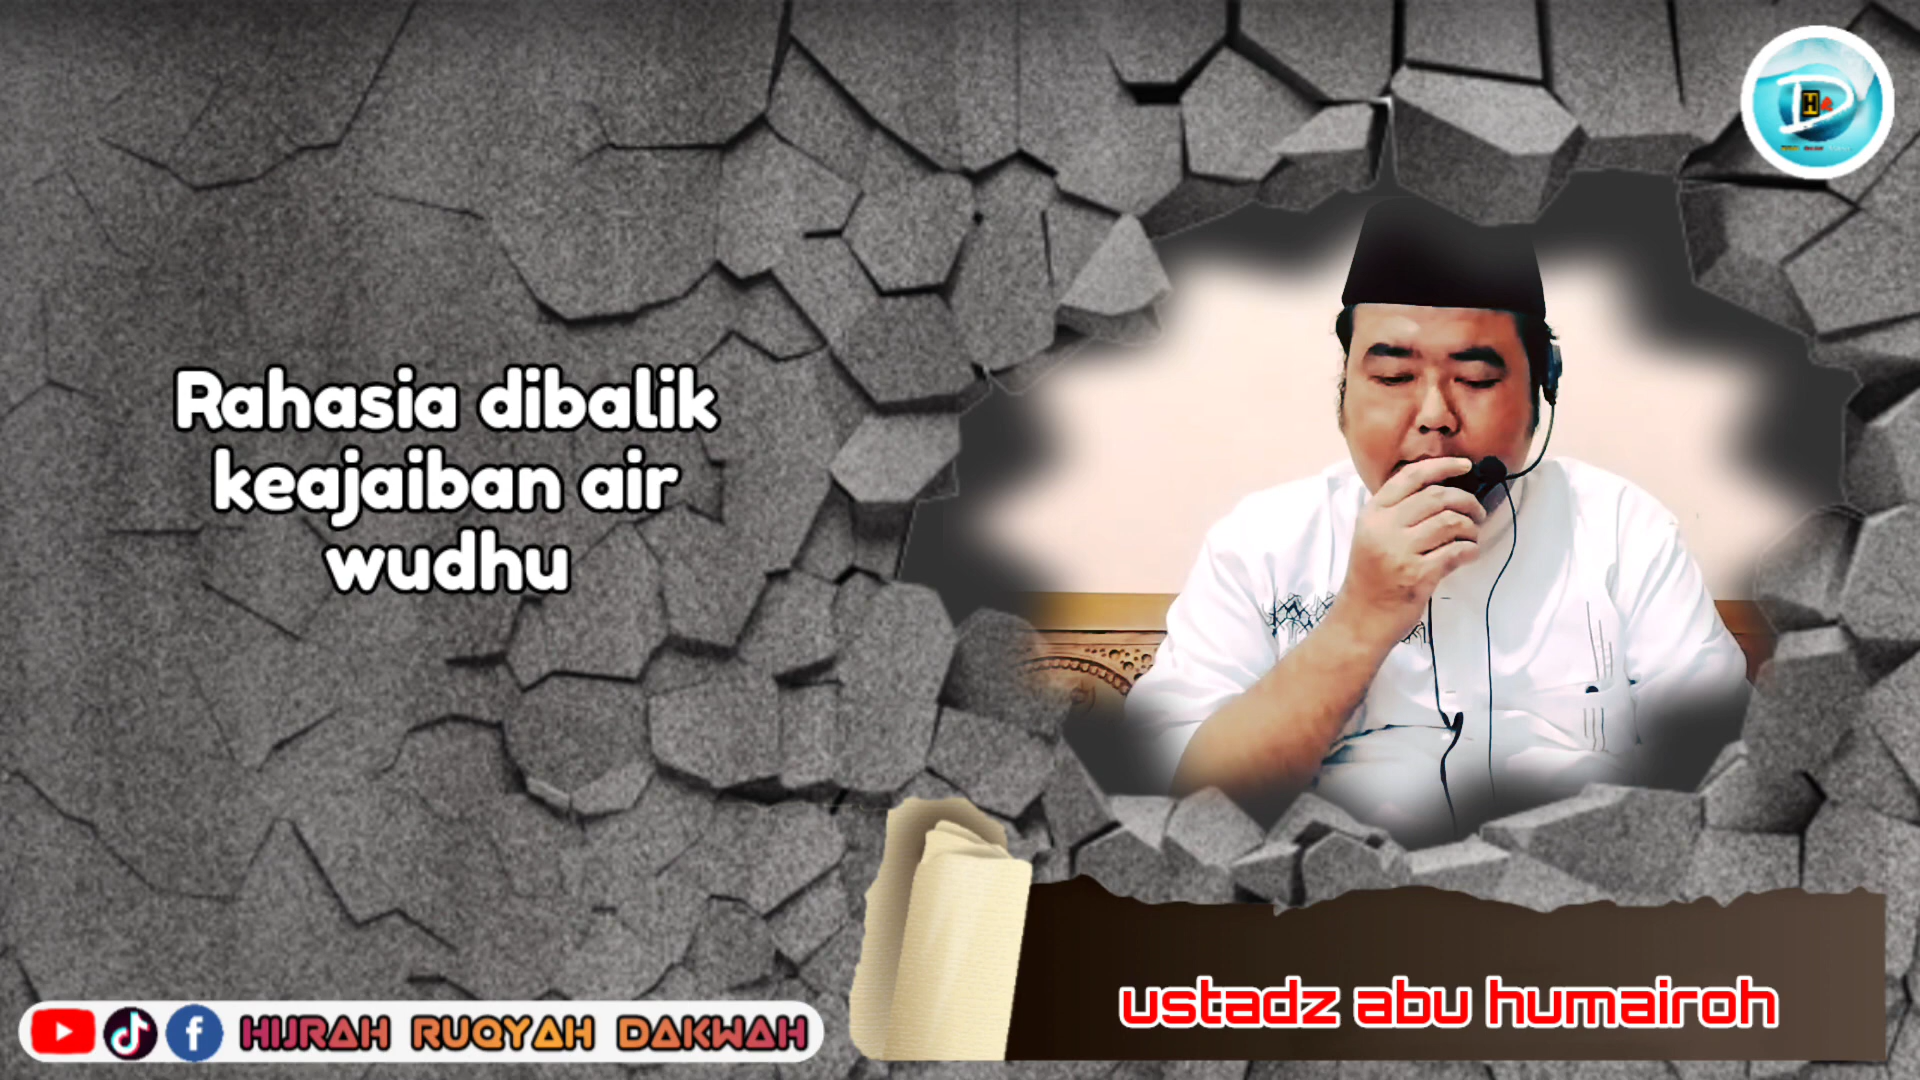 Rahasia dibalik
keajaiban air
wudhu
ustadz abu humairoh
HIJRAH RUQYAH DAKWAH